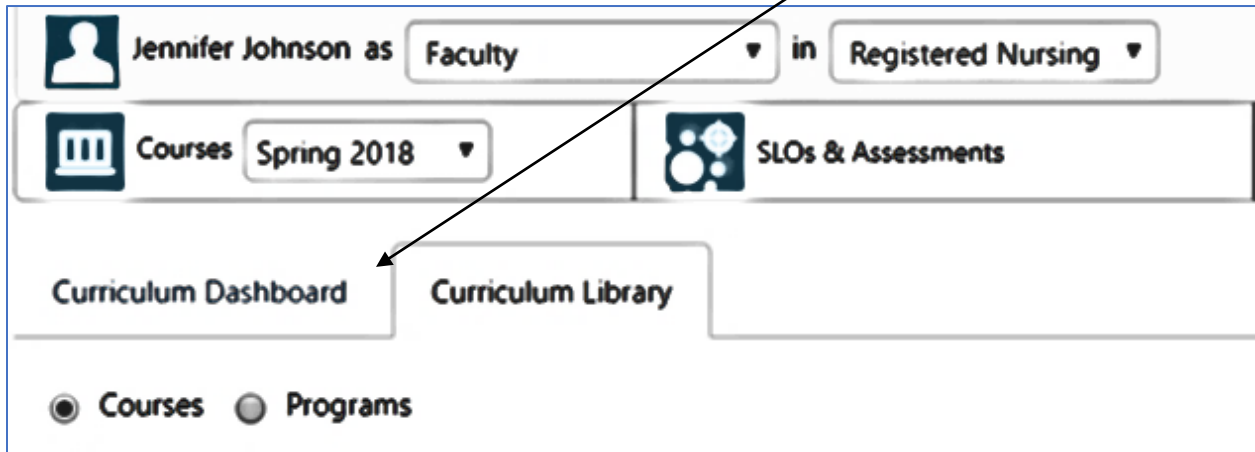 Jennifer Johnson as Faculty in Registered Nursing
Courses Spring 2018 SLOs & Assessments
Curriculum Dashboard Curriculum Library
Courses Programs